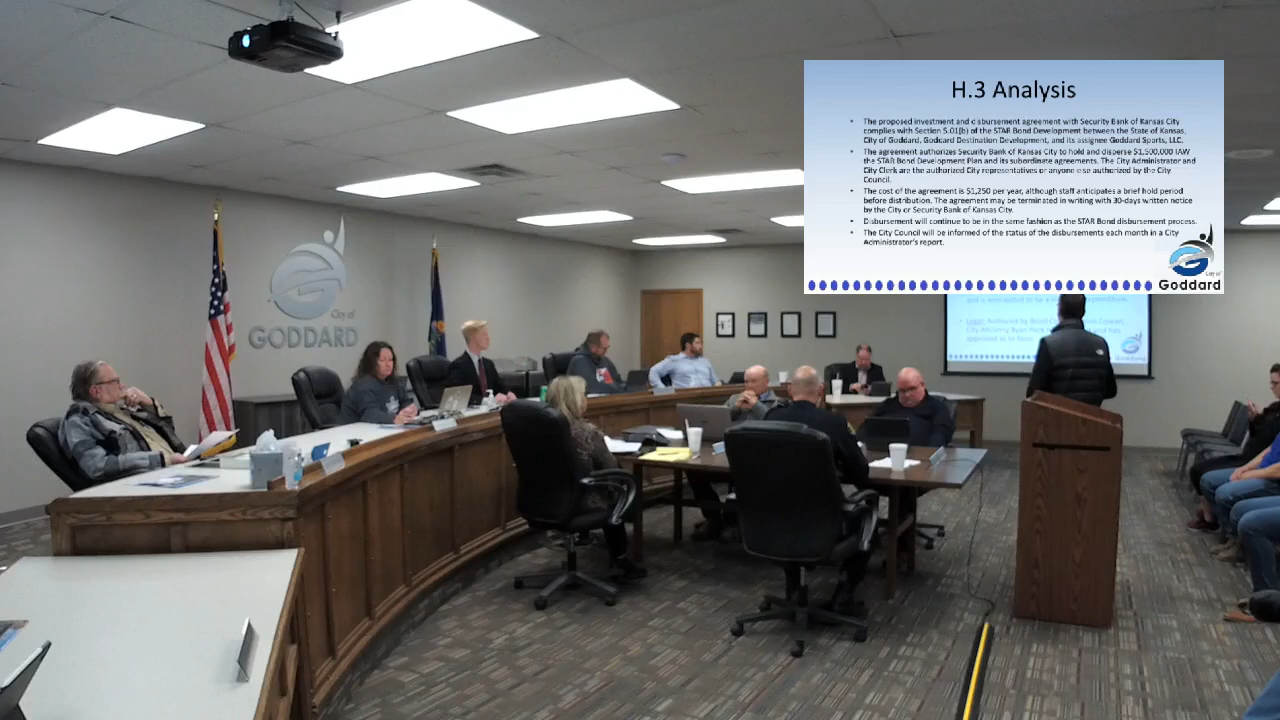 H.3 Analysis
• The proposed investment and disbursement agreement with Security Bank of Kansas City
complies with Section 5.01(b) of the STAR Bond Development between the State of Kansas,
City of Goddard, Goddard Destination Development, and its assignee Goddard Sports, LLC.
• The agreement authorizes Security Bank of Kansas City to hold and disperse $1,500,000 IAW
the STAR Bond Development Plan and its subordinate agreements. The City Administrator and
City Clerk are the authorized City representatives or anyone else authorized by the City
Council.
• The cost of the agreement is $1,250 per year, although staff anticipates a brief hold period
before distribution. The agreement may be terminated in writing with 30-days written notice
by the City or Security Bank of Kansas City.
• Disbursement will continue to be in the same fashion as the STAR Bond disbursement process.
• The City Council will be informed of the status of the disbursements each month in a City
Administrator's report.
City of
Goddard
City of
GODDARD